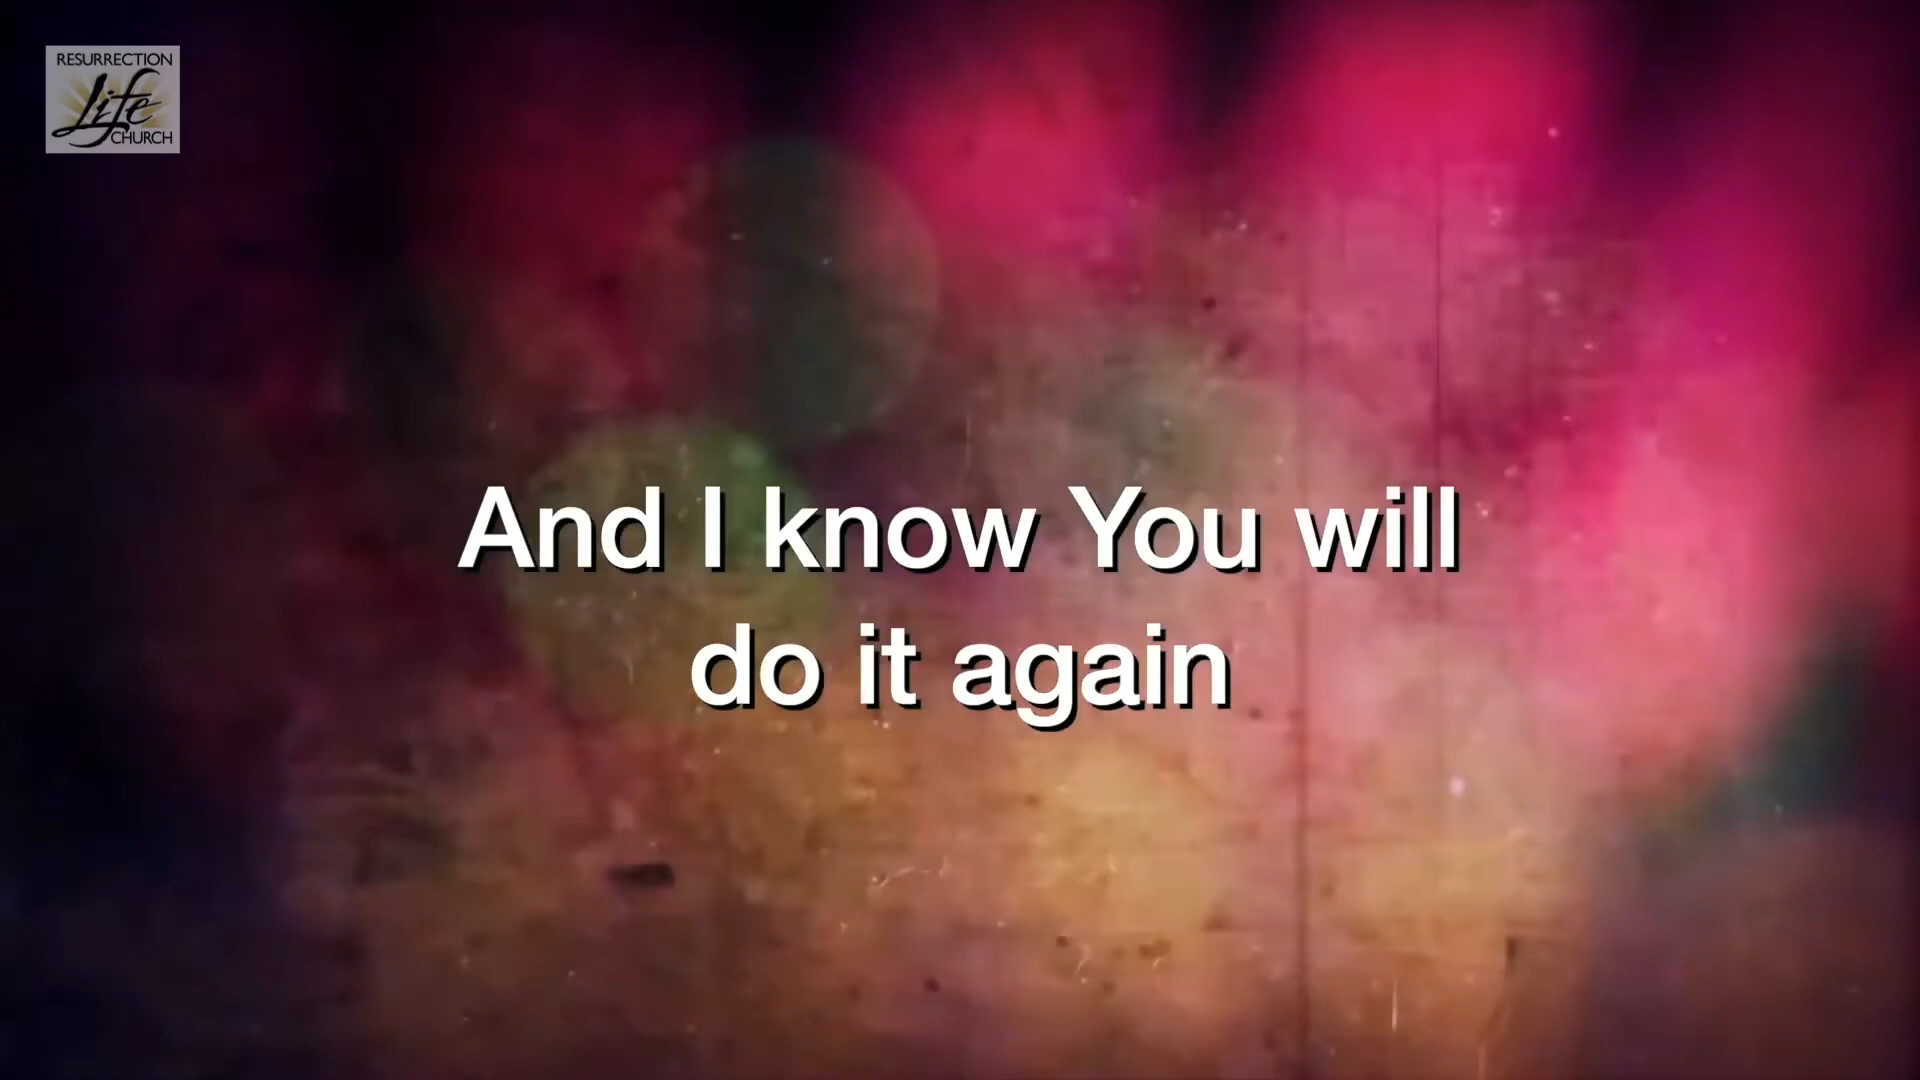 RESURRECTION
Life
CHURCH
And I know You will
do it again